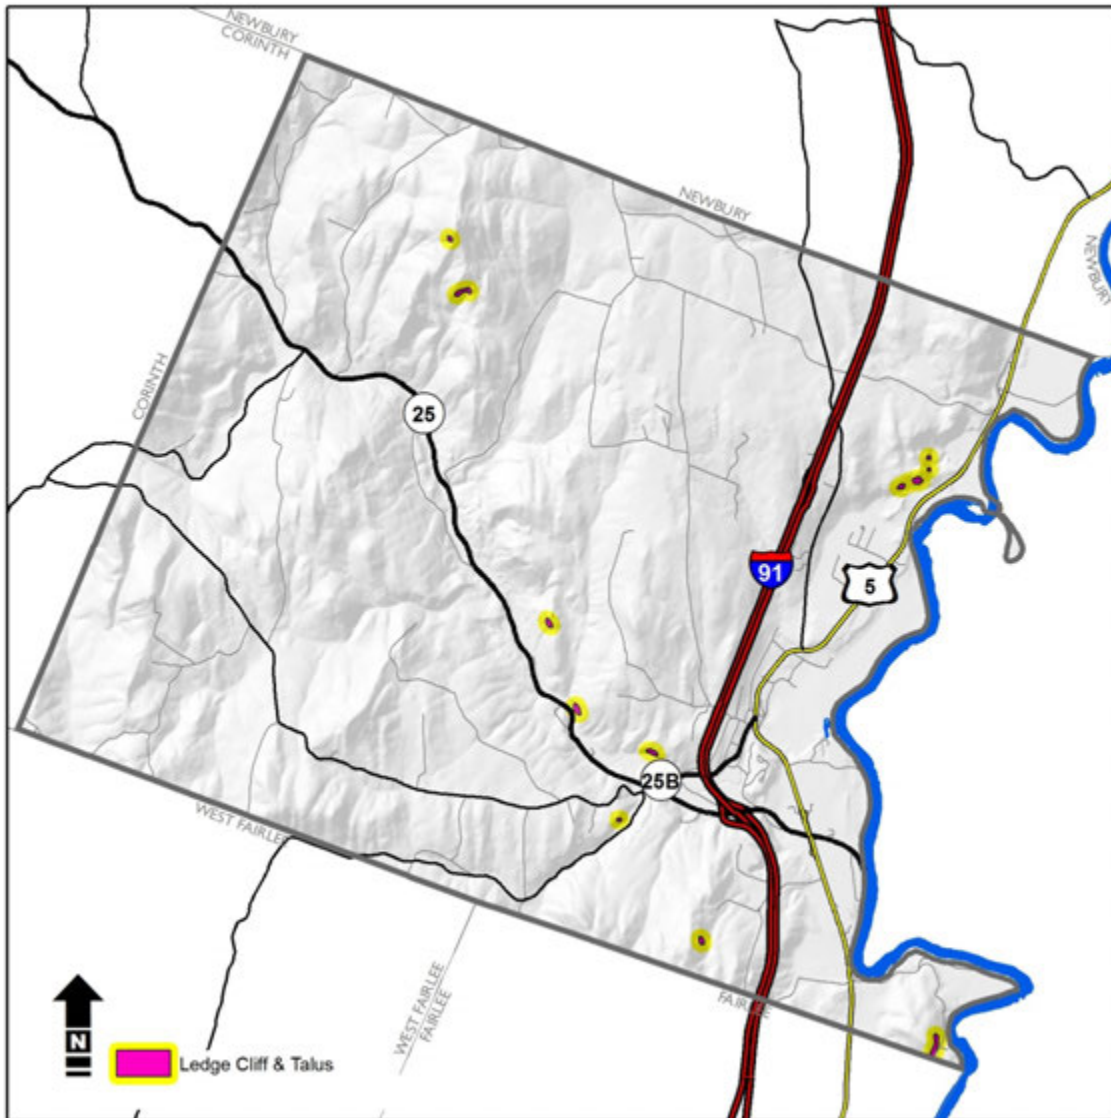 NEWBURY
CORINTH
NEWBURY
NEWBURY
CORINTH
25
91
5
25B
WEST FAIRLEE
FAIRLEE
WEST FAIRLEE
FAIRLEE
N
Ledge Cliff & Talus